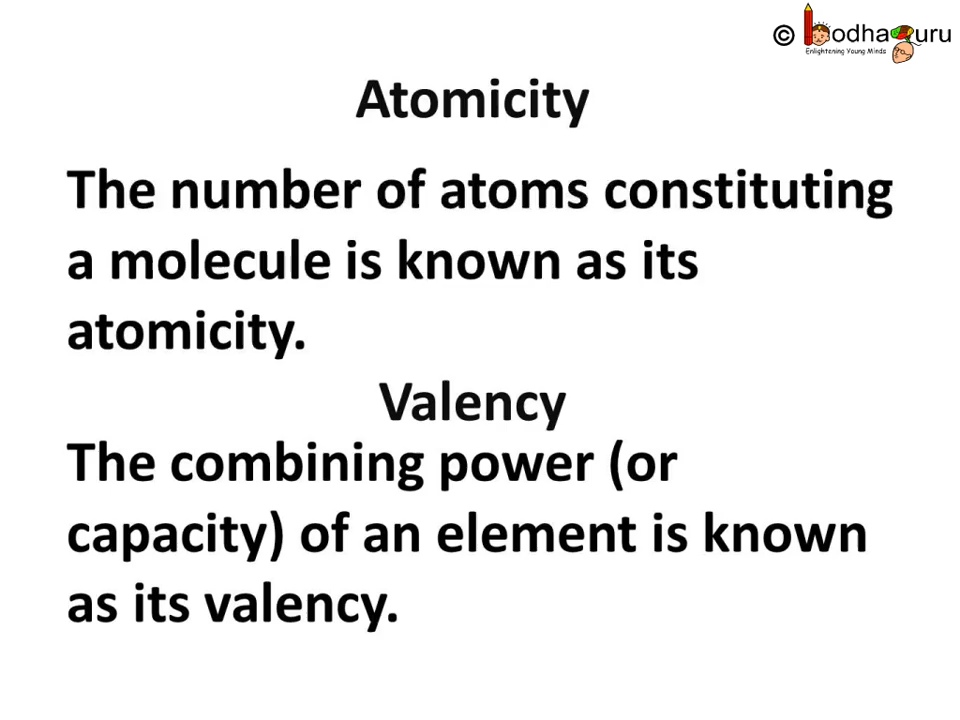 © BodhaGuru
Enlightening Young Minds
Atomicity
The number of atoms constituting
a molecule is known as its
atomicity.
Valency
The combining power (or
capacity) of an element is known
as its valency.